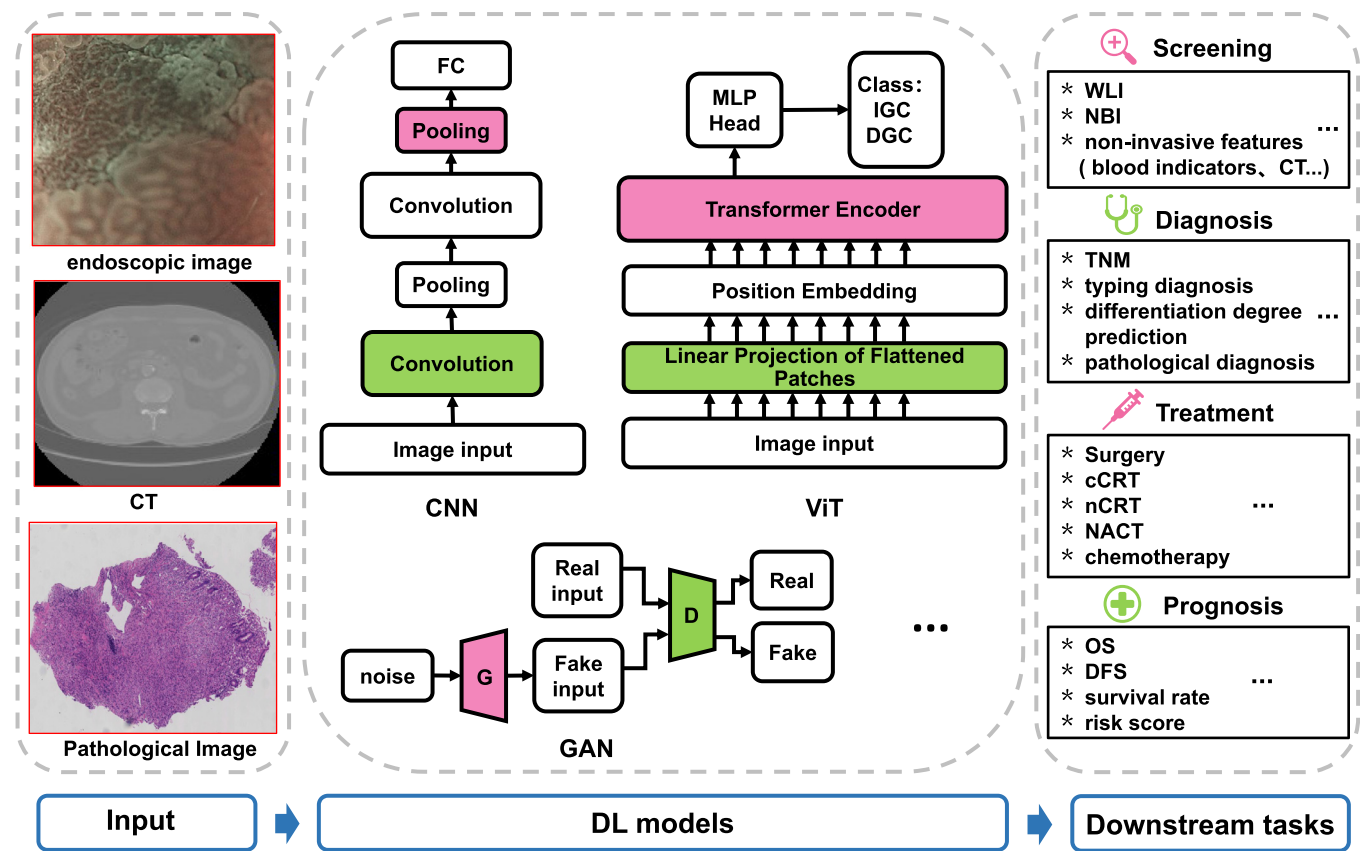 endoscopic image
CT
Pathological Image
FC
Pooling
Convolution
Pooling
Convolution
Image input
CNN
MLP
Head
Class：
IGC
DGC
Transformer Encoder
Position Embedding
Linear Projection of Flattened
Patches
Image input
ViT
Real
input
noise
G
Fake
input
D
Real
Fake
...
GAN
Screening
* WLI
* NBI
* non-invasive features
( blood indicators、CT...)
...
Diagnosis
* TNM
* typing diagnosis
* differentiation degree
prediction
* pathological diagnosis
...
Treatment
* Surgery
* cCRT
* nCRT
* NACT
* chemotherapy
...
Prognosis
* OS
* DFS
* survival rate
* risk score
...
Input
DL models
Downstream tasks